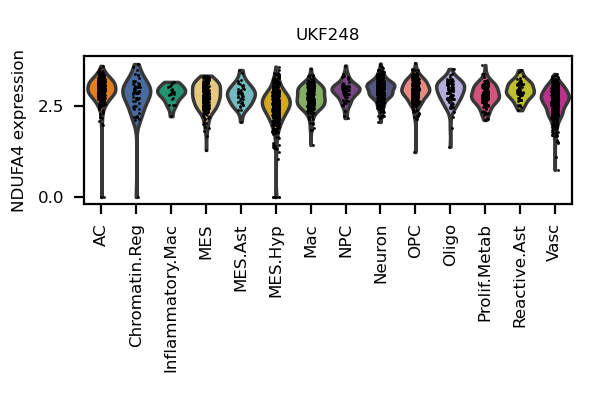 UKF248
NDUFA4 expression
2.5
0.0
AC
Chromatin.Reg
Inflammatory.Mac
MES
MES.Ast
MES.Hyp
Mac
NPC
Neuron
OPC
Oligo
Prolif.Metab
Reactive.Ast
Vasc